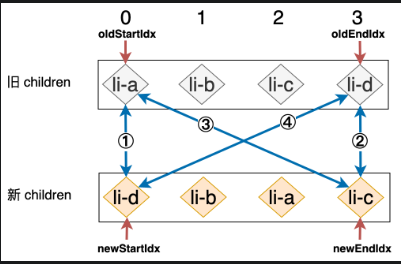 0 1 2 3
oldStartIdx oldEndIdx
旧 children li-a li-b li-c li-d
③ ④
① ②
新 children li-d li-b li-a li-c
newStartIdx newEndIdx